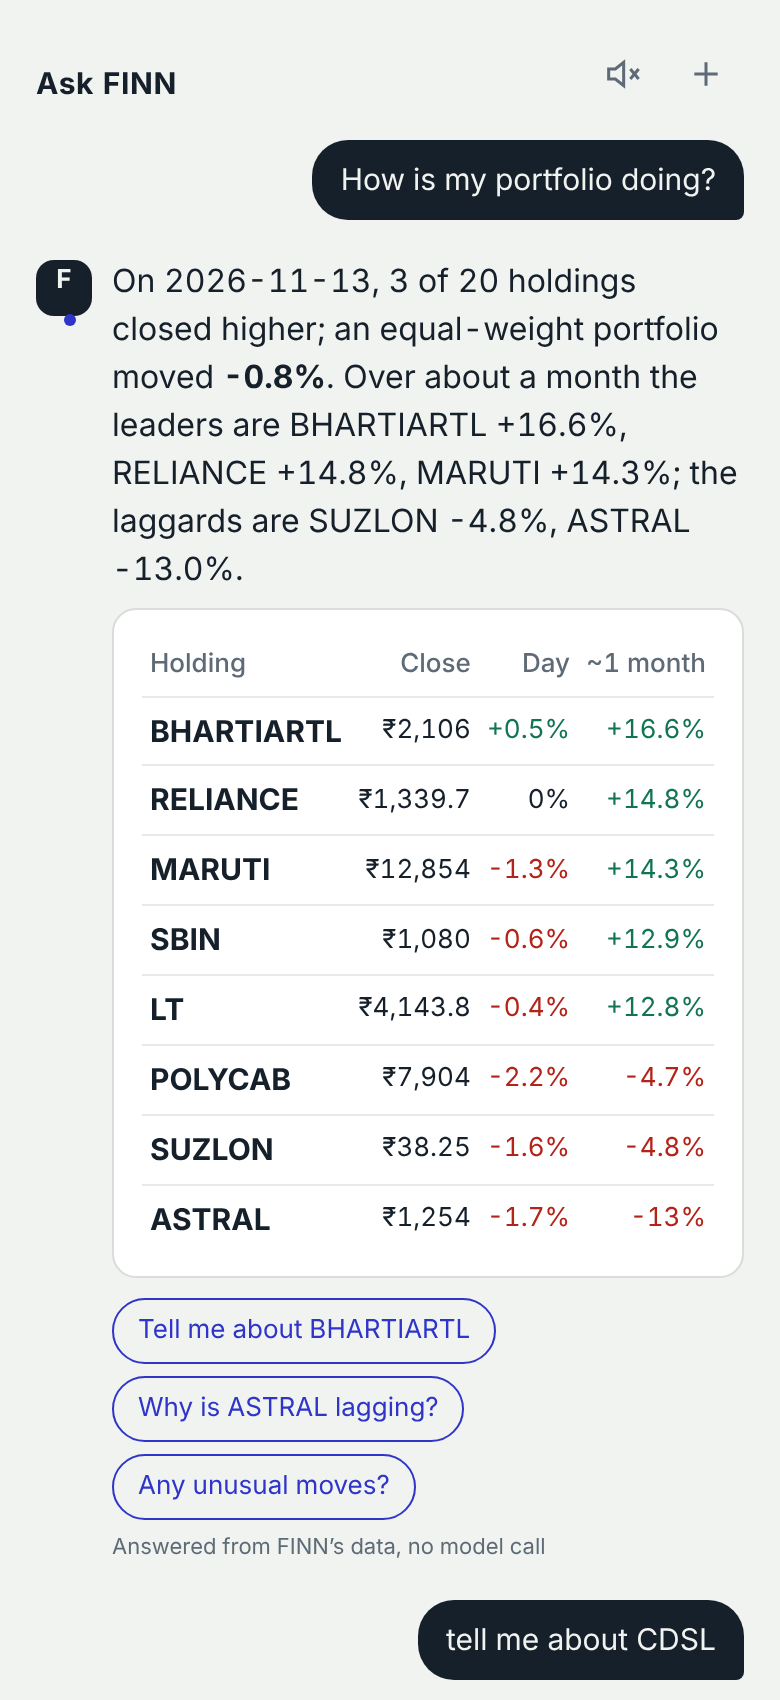 Ask FINN
How is my portfolio doing?
F
On 2026-11-13, 3 of 20 holdings
closed higher; an equal-weight portfolio
moved -0.8%. Over about a month the
leaders are BHARTIARTL +16.6%,
RELIANCE +14.8%, MARUTI +14.3%; the
laggards are SUZLON -4.8%, ASTRAL
-13.0%.
Holding Close Day ~1 month
BHARTIARTL ₹2,106 +0.5% +16.6%
RELIANCE ₹1,339.7 0% +14.8%
MARUTI ₹12,854 -1.3% +14.3%
SBIN ₹1,080 -0.6% +12.9%
LT ₹4,143.8 -0.4% +12.8%
POLYCAB ₹7,904 -2.2% -4.7%
SUZLON ₹38.25 -1.6% -4.8%
ASTRAL ₹1,254 -1.7% -13%
Tell me about BHARTIARTL
Why is ASTRAL lagging?
Any unusual moves?
Answered from FINN’s data, no model call
tell me about CDSL